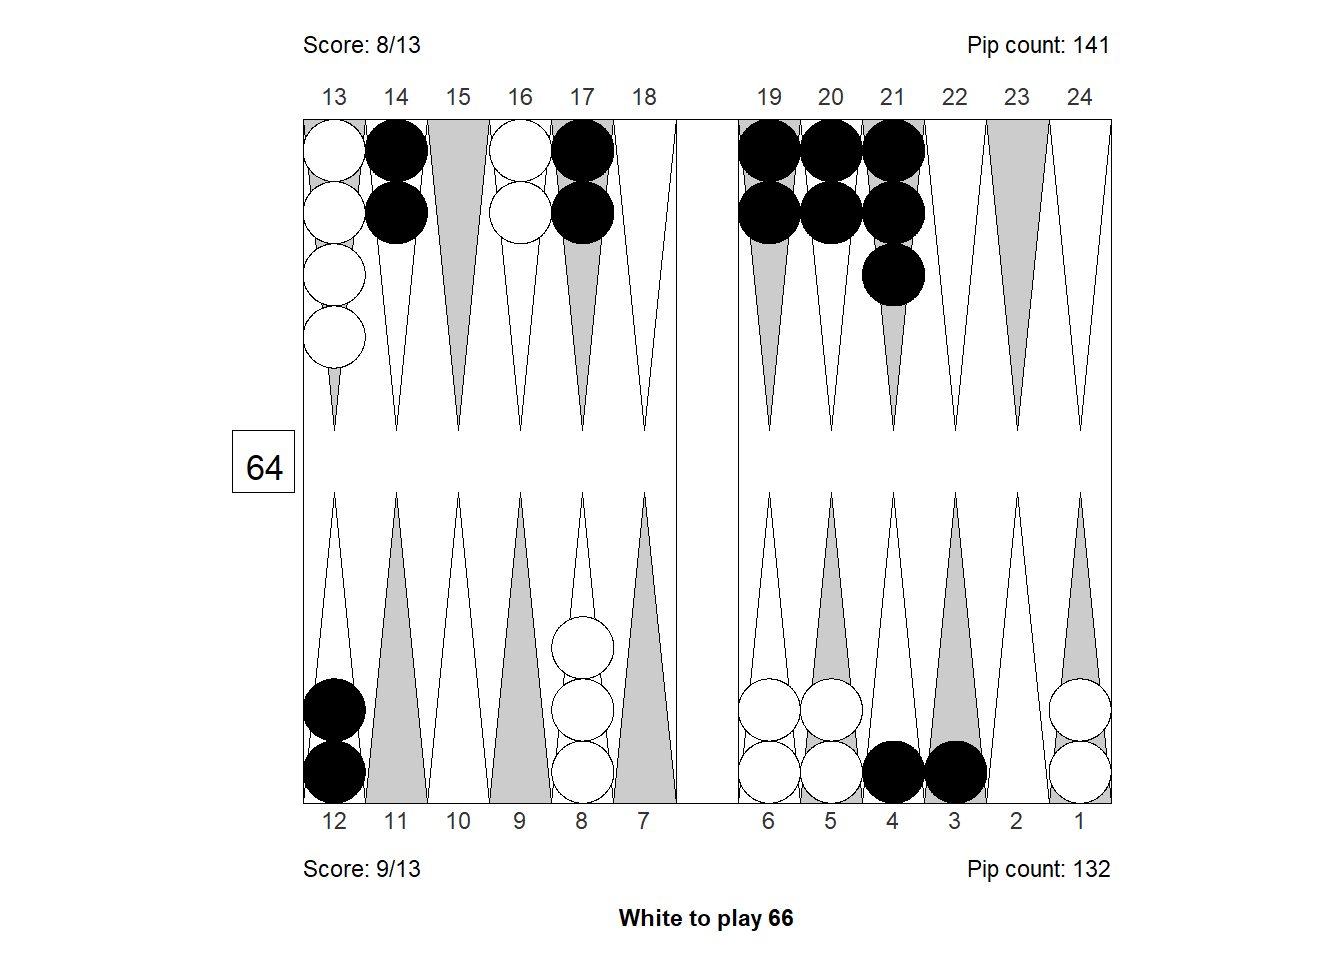 Score: 8/13 Pip count: 141
13 14 15 16 17 18 19 20 21 22 23 24
64
12 11 10 9 8 7 6 5 4 3 2 1
Score: 9/13 Pip count: 132
White to play 66